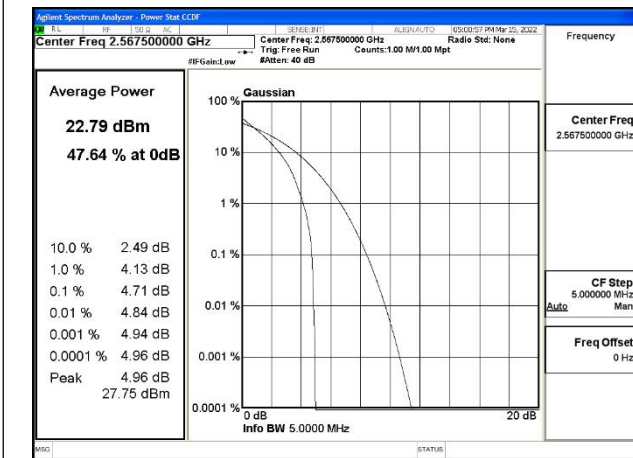 Agilent Spectrum Analyzer - Power Stat CCDF
RL RF 50 Ω AC SENSE:INT ALIGNAUTO 05:00:57 PM Mar 15, 2022
Center Freq 2.567500000 GHz
Center Freq: 2.567500000 GHz Radio Std: None
Trig: Free Run Counts:1.00 M/1.00 Mpt
#IFGain:Low #Atten: 40 dB
Frequency
Average Power
22.79 dBm
47.64 % at 0dB
10.0 % 2.49 dB
1.0 % 4.13 dB
0.1 % 4.71 dB
0.01 % 4.84 dB
0.001 % 4.94 dB
0.0001 % 4.96 dB
Peak 4.96 dB
27.75 dBm
Gaussian
100 %
10 %
1 %
0.1 %
0.01 %
0.001 %
0.0001 %
0 dB 20 dB
Info BW 5.0000 MHz
Center Freq
2.567500000 GHz
CF Step
5.000000 MHz
Auto Man
Freq Offset
0 Hz
MSG STATUS